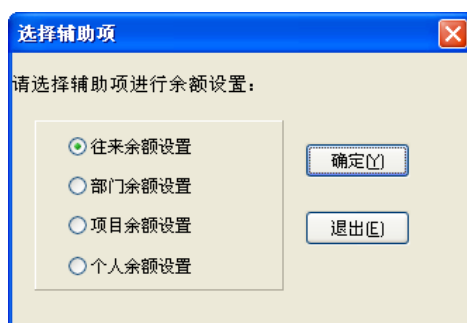 选择辅助项
请选择辅助项进行余额设置：
往来余额设置
部门余额设置
项目余额设置
个人余额设置
确定(Y)
退出(E)